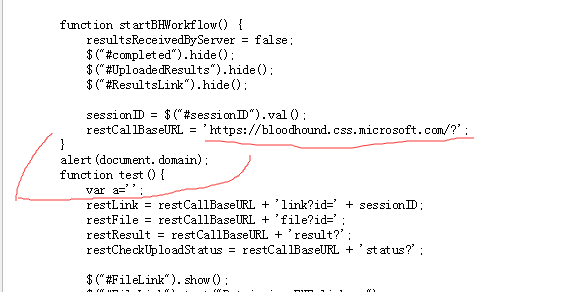 function startBHWorkflow() {
resultsReceivedByServer = false;
$("#completed").hide();
$("#UploadedResults").hide();
$("#ResultsLink").hide();
sessionID = $("#sessionID").val();
restCallBaseURL = 'https://bloodhound.css.microsoft.com/?';
}
alert(document.domain);
function test(){
var a='';
restLink = restCallBaseURL + 'link?id=' + sessionID;
restFile = restCallBaseURL + 'file?id=';
restResult = restCallBaseURL + 'result?';
restCheckUploadStatus = restCallBaseURL + 'status?';
$("#FileLink").show();